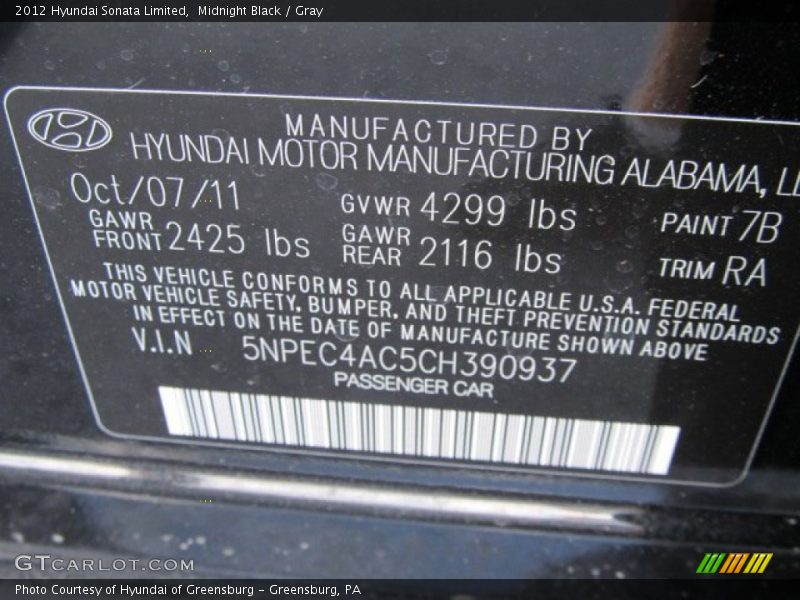 2012 Hyundai Sonata Limited, Midnight Black / Gray
MANUFACTURED BY
HYUNDAI MOTOR MANUFACTURING ALABAMA,
Oct/07/11 GVWR 4299 lbs PAINT 7B
GAWR FRONT 2425 lbs GAWR REAR 2116 lbs TRIM RA
THIS VEHICLE CONFORMS TO ALL APPLICABLE U.S.A. FEDERAL
MOTOR VEHICLE SAFETY, BUMPER, AND THEFT PREVENTION STANDARDS
IN EFFECT ON THE DATE OF MANUFACTURE SHOWN ABOVE
V.I.N 5NPEC4AC5CH390937
PASSENGER CAR
GTCARLOT.COM
Photo Courtesy of Hyundai of Greensburg - Greensburg, PA